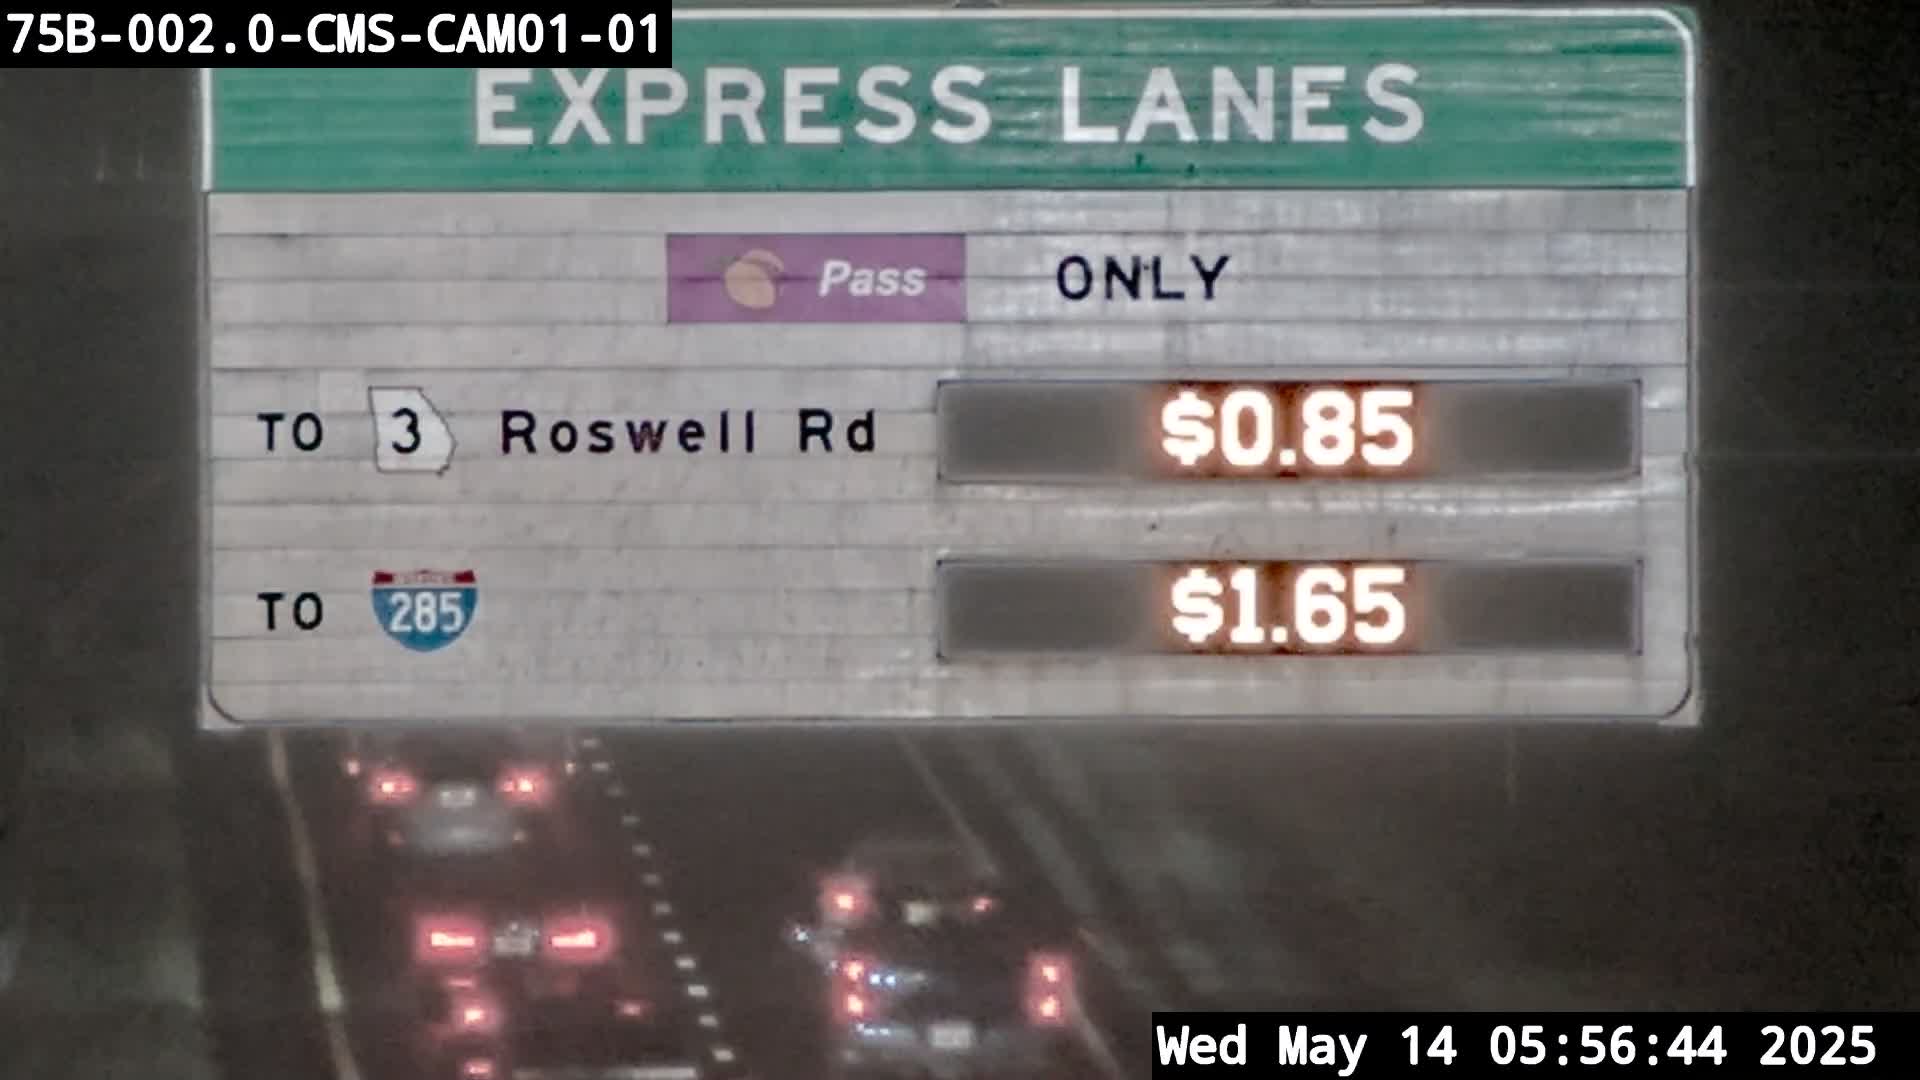 75B-002.0-CMS-CAM01-01
EXPRESS LANES
Pass ONLY
TO 3 Roswell Rd $0.85
TO 285 $1.65
Wed May 14 05:56:44 2025